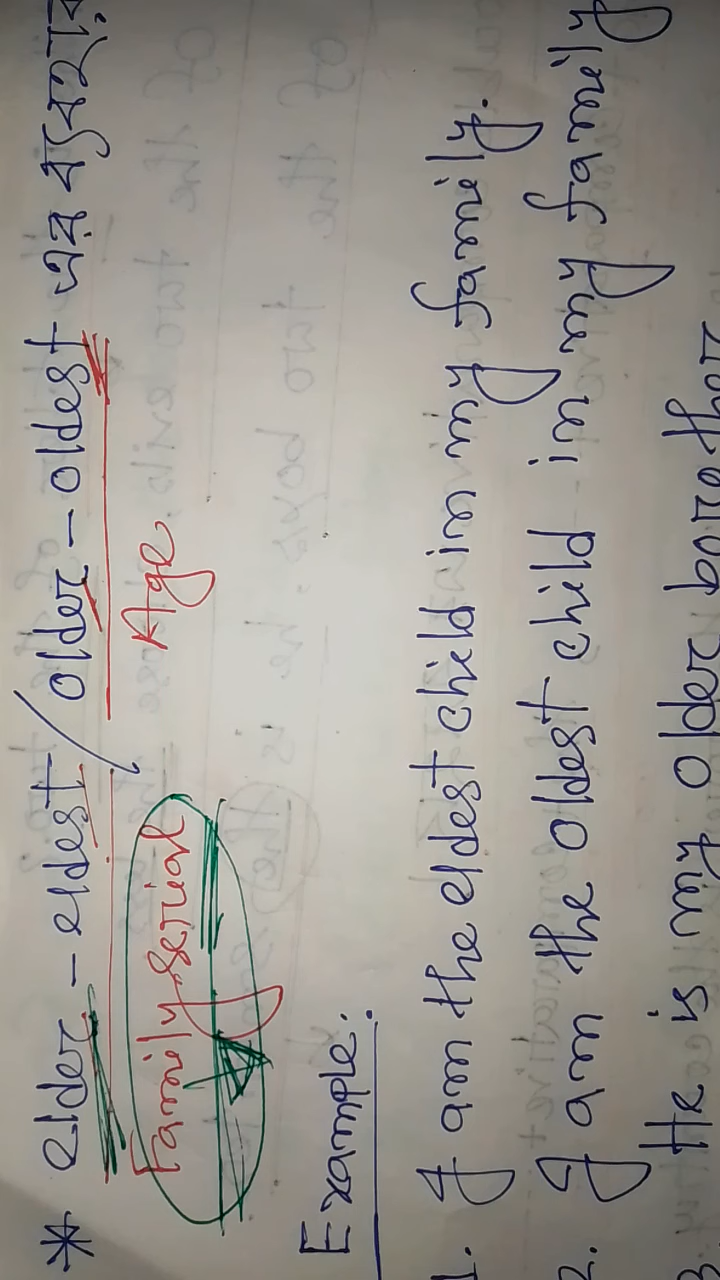 * elder - eldest / older - oldest এর ব্যবহার:
Family serial Age
Example:
1. I am the eldest child in my family.
2. I am the oldest child in my family
3. He is my older brother